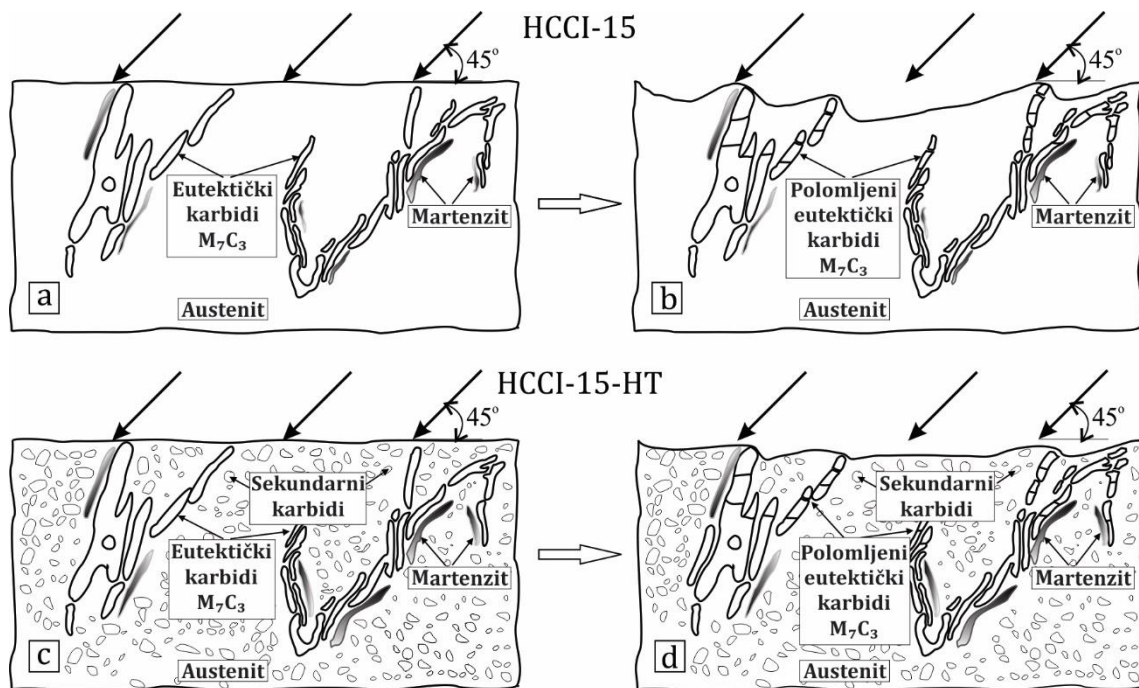 HCCI-15
45°
45°
Eutektički
karbidi
M₇C₃
Martenzit
Austenit
a
Polomljeni
eutektički
karbidi
M₇C₃
Martenzit
Austenit
b
HCCI-15-HT
45°
45°
Sekundarni
karbidi
Eutektički
karbidi
M₇C₃
Martenzit
Austenit
c
Sekundarni
karbidi
Polomljeni
eutektički
karbidi
M₇C₃
Martenzit
Austenit
d